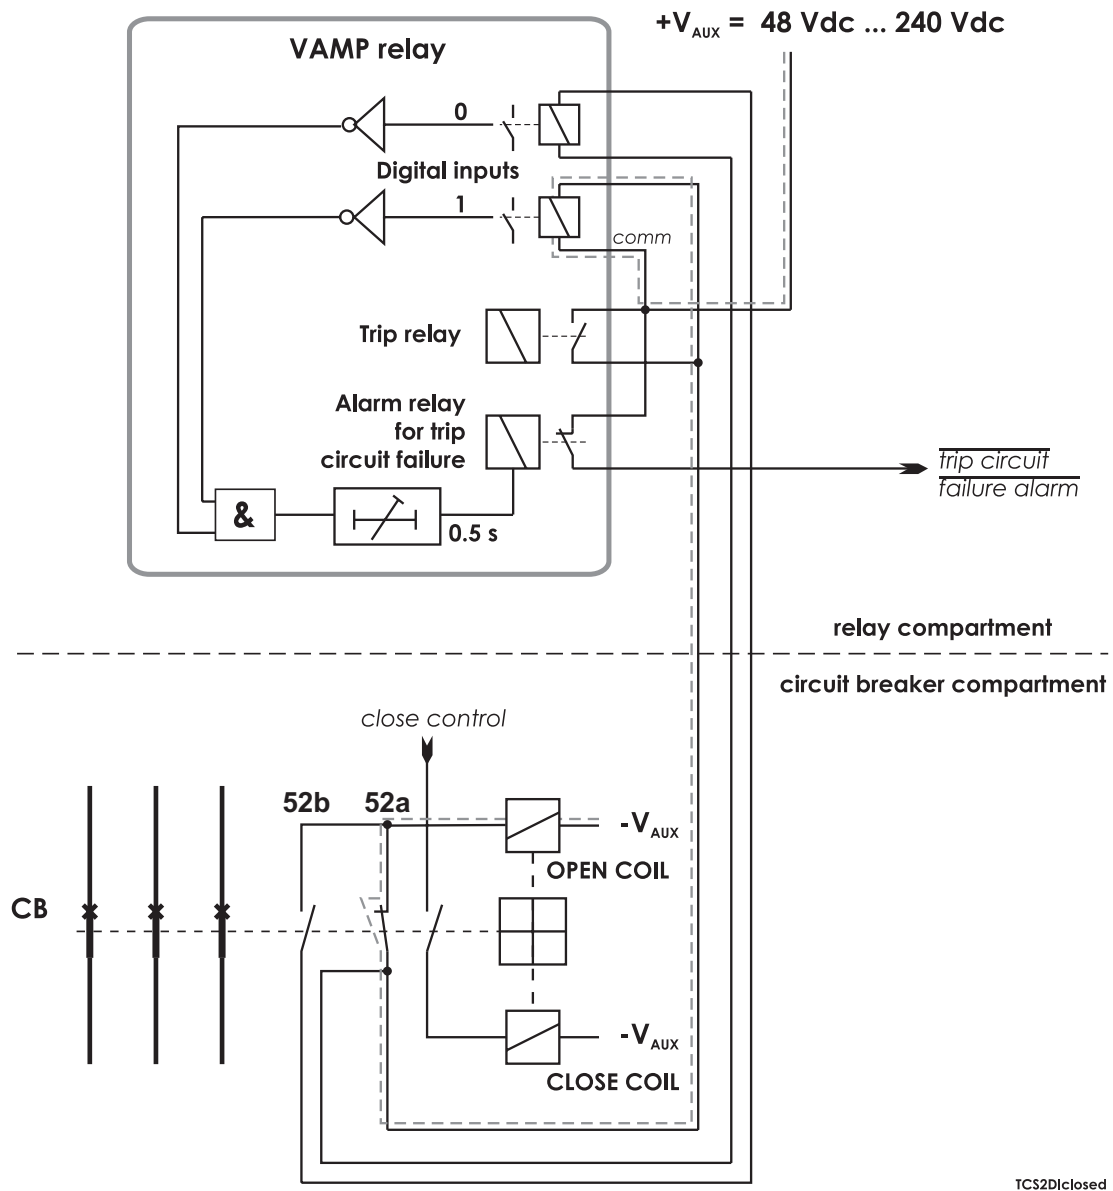 +VAUX = 48 Vdc ... 240 Vdc
VAMP relay
0
Digital inputs
1
comm
Trip relay
Alarm relay
for trip
circuit failure
trip circuit
failure alarm
&
0.5 s
relay compartment
circuit breaker compartment
close control
52b
52a
-VAUX
OPEN COIL
CB
-VAUX
CLOSE COIL
TCS2DIclosed